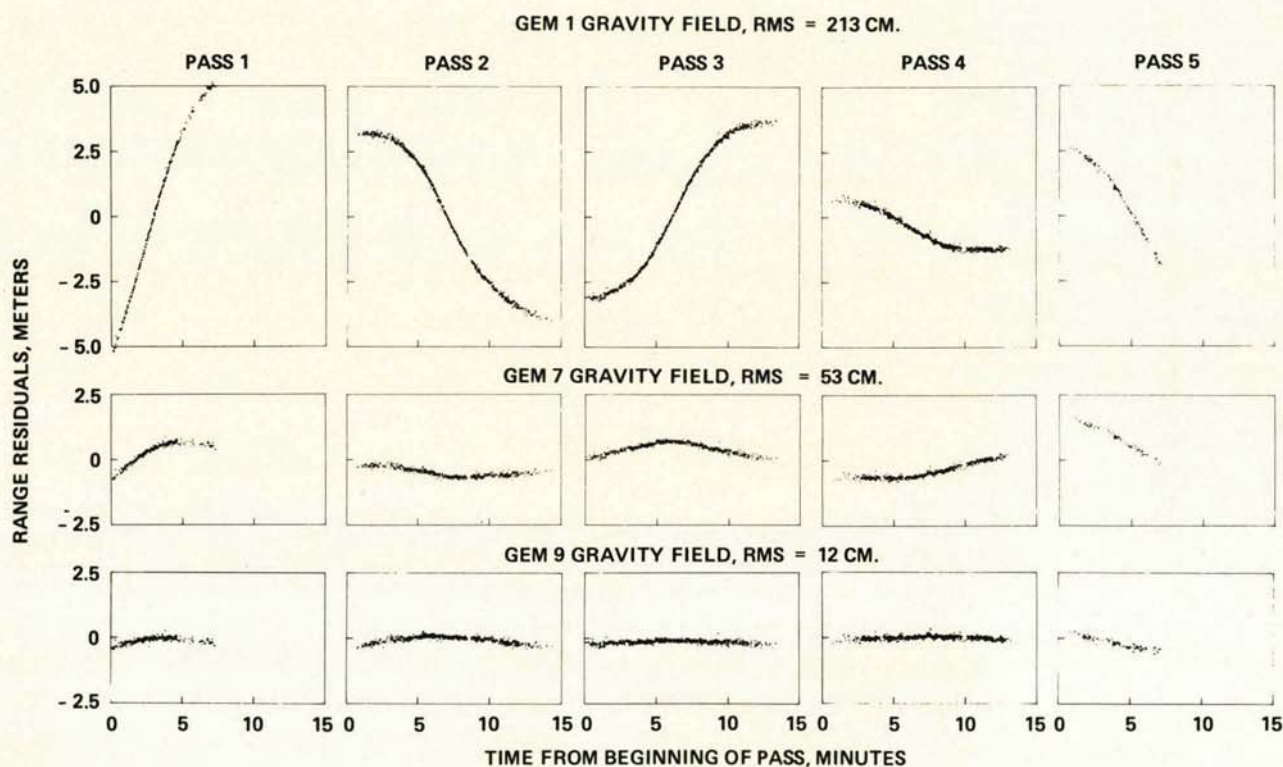 GEM 1 GRAVITY FIELD, RMS = 213 CM.
PASS 1 PASS 2 PASS 3 PASS 4 PASS 5
5.0
2.5
0
- 2.5
- 5.0
RANGE RESIDUALS, METERS
GEM 7 GRAVITY FIELD, RMS = 53 CM.
2.5
0
- 2.5
GEM 9 GRAVITY FIELD, RMS = 12 CM.
2.5
0
- 2.5
0 5 10 15 0 5 10 15 0 5 10 15 0 5 10 15 0 5 10 15
TIME FROM BEGINNING OF PASS, MINUTES